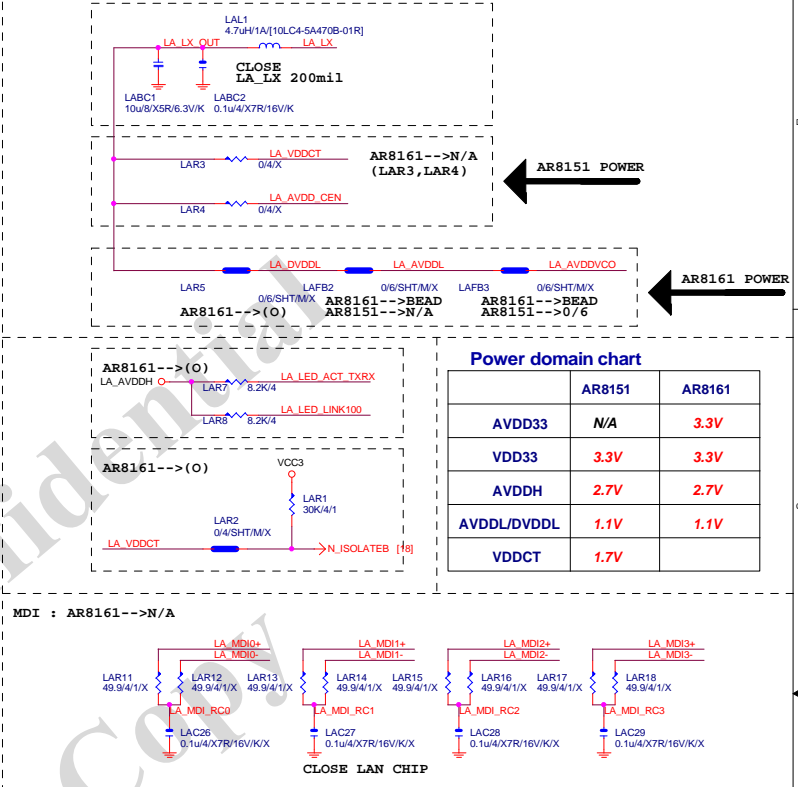 LAL1
4.7uH/1A/[10LC4-5A470B-01R]
LA_LX_OUT
LA_LX
CLOSE
LA_LX 200mil
LABC1
10u/8/X5R/6.3V/K
LABC2
0.1u/4/X7R/16V/K
LAR3
LA_VDDCT
0/4/X
AR8161-->N/A
(LAR3,LAR4)
AR8151 POWER
LAR4
LA_AVDD_CEN
0/4/X
LA_DVDDL
LA_AVDDL
LA_AVDDVCO
AR8161 POWER
LAR5
0/6/SHT/M/X
LAFB2
0/6/SHT/M/X
LAFB3
0/6/SHT/M/X
AR8161-->(O)
AR8161-->BEAD
AR8151-->N/A
AR8161-->BEAD
AR8151-->0/6
AR8161-->(O)
LA_AVDDH
LAR7
8.2K/4
LA_LED_ACT_TXRX
LAR8
8.2K/4
LA_LED_LINK100
AR8161-->(O)
VCC3
LAR1
30K/4/1
LAR2
0/4/SHT/M/X
LA_VDDCT
N_ISOLATEB [18]
Power domain chart
AR8151 AR8161
AVDD33 N/A 3.3V
VDD33 3.3V 3.3V
AVDDH 2.7V 2.7V
AVDDL/DVDDL 1.1V 1.1V
VDDCT 1.7V
MDI : AR8161-->N/A
LA_MDI0+
LA_MDI0-
LA_MDI1+
LA_MDI1-
LA_MDI2+
LA_MDI2-
LA_MDI3+
LA_MDI3-
LAR11
49.9/4/1/X
LAR12
49.9/4/1/X
LAR13
49.9/4/1/X
LAR14
49.9/4/1/X
LAR15
49.9/4/1/X
LAR16
49.9/4/1/X
LAR17
49.9/4/1/X
LAR18
49.9/4/1/X
LA_MDI_RC0
LA_MDI_RC1
LA_MDI_RC2
LA_MDI_RC3
LAC26
0.1u/4/X7R/16V/K/X
LAC27
0.1u/4/X7R/16V/K/X
LAC28
0.1u/4/X7R/16V/K/X
LAC29
0.1u/4/X7R/16V/K/X
CLOSE LAN CHIP
Copy